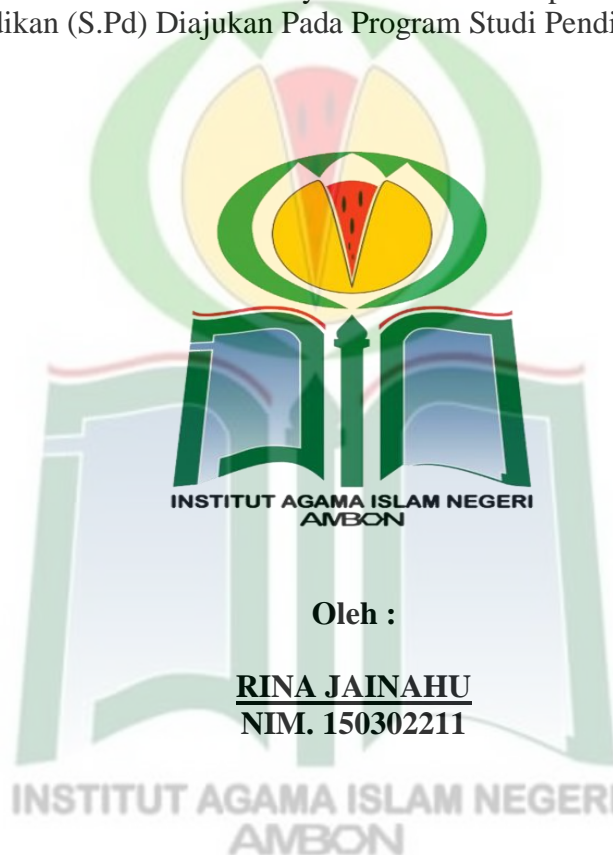 dikan (S.Pd) Diajukan Pada Program Studi Pendi
INSTITUT AGAMA ISLAM NEGERI
AMBON
Oleh :
RINA JAINAHU
NIM. 150302211
INSTITUT AGAMA ISLAM NEGERI
AMBON